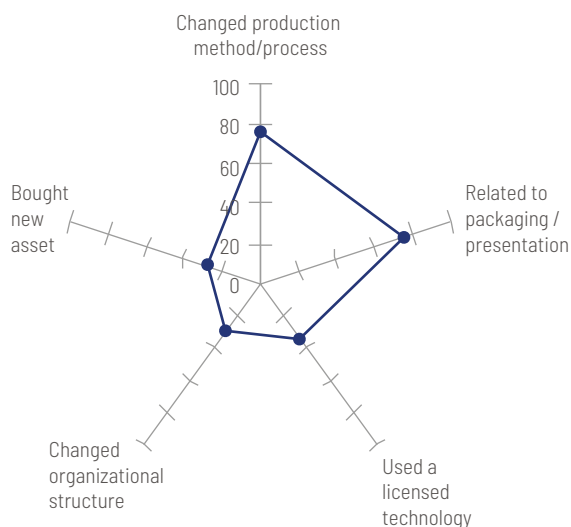 Changed production
method/process
100
80
60
40
20
0
Bought
new
asset
Related to
packaging /
presentation
Changed
organizational
structure
Used a
licensed
technology